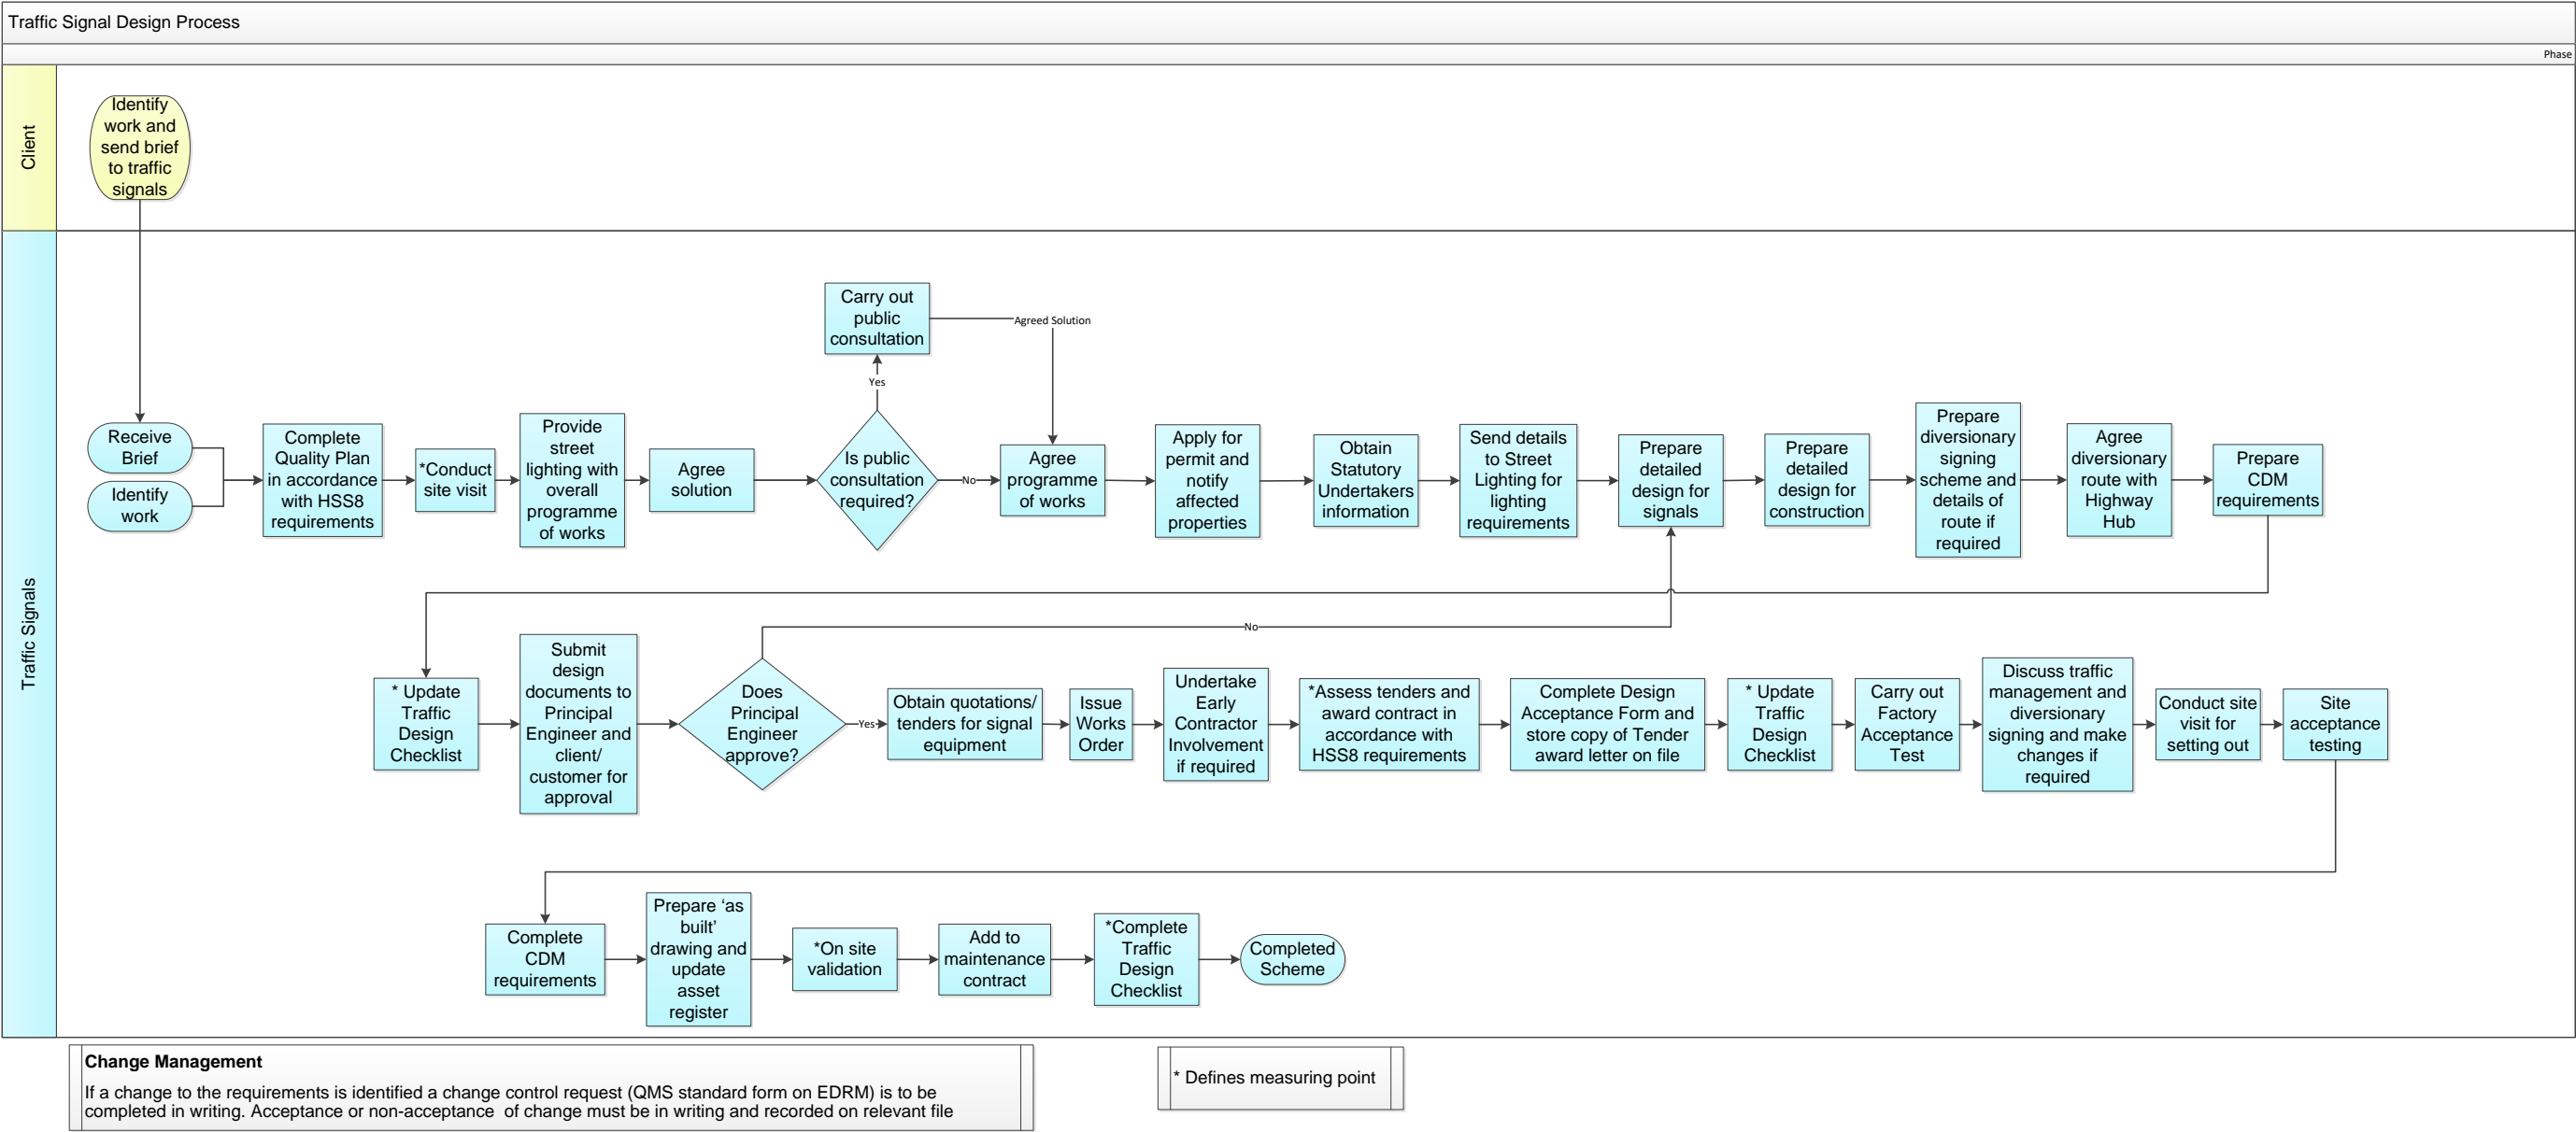 Traffic Signal Design Process
Phase
Client
Identify
work and
send brief
to traffic
signals
Traffic Signals
Receive
Brief
Identify
work
Complete
Quality Plan
in accordance
with HSS8
requirements
*Conduct
site visit
Provide
street
lighting with
overall
programme
of works
Agree
solution
Is public
consultation
required?
Yes
Carry out
public
consultation
Agreed Solution
No
Agree
programme
of works
Apply for
permit and
notify
affected
properties
Obtain
Statutory
Undertakers
information
Send details
to Street
Lighting for
lighting
requirements
Prepare
detailed
design for
signals
Prepare
detailed
design for
construction
Prepare
diversionary
signing
scheme and
details of
route if
required
Agree
diversionary
route with
Highway
Hub
Prepare
CDM
requirements
* Update
Traffic
Design
Checklist
Submit
design
documents to
Principal
Engineer and
client/
customer for
approval
Does
Principal
Engineer
approve?
No
Yes
Obtain quotations/
tenders for signal
equipment
Issue
Works
Order
Undertake
Early
Contractor
Involvement
if required
*Assess tenders and
award contract in
accordance with
HSS8 requirements
Complete Design
Acceptance Form and
store copy of Tender
award letter on file
* Update
Traffic
Design
Checklist
Carry out
Factory
Acceptance
Test
Discuss traffic
management and
diversionary
signing and make
changes if
required
Conduct site
visit for
setting out
Site
acceptance
testing
Complete
CDM
requirements
Prepare ‘as
built’
drawing and
update
asset
register
*On site
validation
Add to
maintenance
contract
*Complete
Traffic
Design
Checklist
Completed
Scheme
Change Management
If a change to the requirements is identified a change control request (QMS standard form on EDRM) is to be
completed in writing. Acceptance or non-acceptance  of change must be in writing and recorded on relevant file
* Defines measuring point